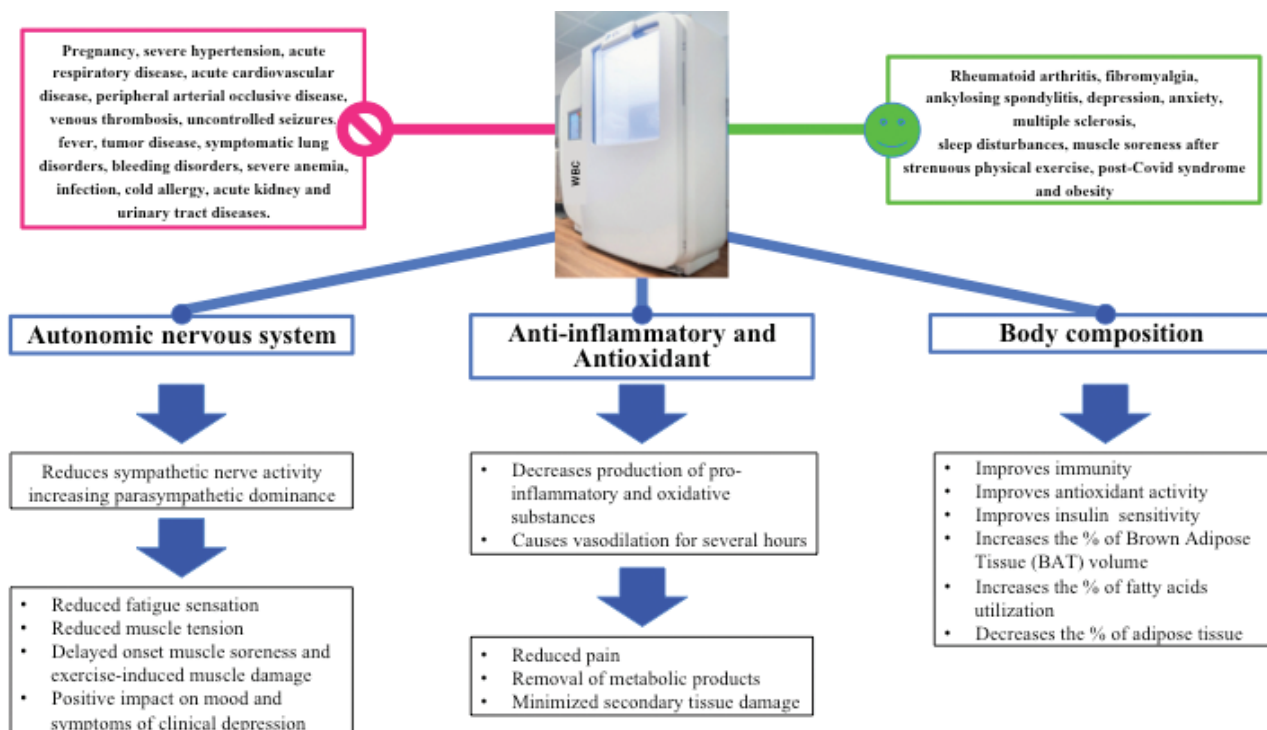 Pregnancy, severe hypertension, acute
respiratory disease, acute cardiovascular
disease, peripheral arterial occlusive disease,
venous thrombosis, uncontrolled seizures,
fever, tumor disease, symptomatic lung
disorders, bleeding disorders, severe anemia,
infection, cold allergy, acute kidney and
urinary tract diseases.
WBC
Rheumatoid arthritis, fibromyalgia,
ankylosing spondylitis, depression, anxiety,
multiple sclerosis,
sleep disturbances, muscle soreness after
strenuous physical exercise, post-Covid syndrome
and obesity
Autonomic nervous system
Reduces sympathetic nerve activity
increasing parasympathetic dominance
• Reduced fatigue sensation
• Reduced muscle tension
• Delayed onset muscle soreness and
exercise-induced muscle damage
• Positive impact on mood and
symptoms of clinical depression
Anti-inflammatory and
Antioxidant
• Decreases production of pro-
inflammatory and oxidative
substances
• Causes vasodilation for several hours
• Reduced pain
• Removal of metabolic products
• Minimized secondary tissue damage
Body composition
• Improves immunity
• Improves antioxidant activity
• Improves insulin sensitivity
• Increases the % of Brown Adipose
Tissue (BAT) volume
• Increases the % of fatty acids
utilization
• Decreases the % of adipose tissue